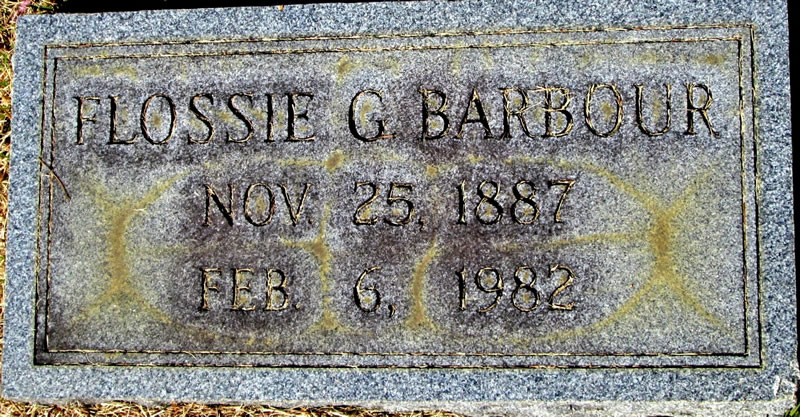 FLOSSIE G. BARBOUR
NOV. 25, 1887
FEB. 6, 1982